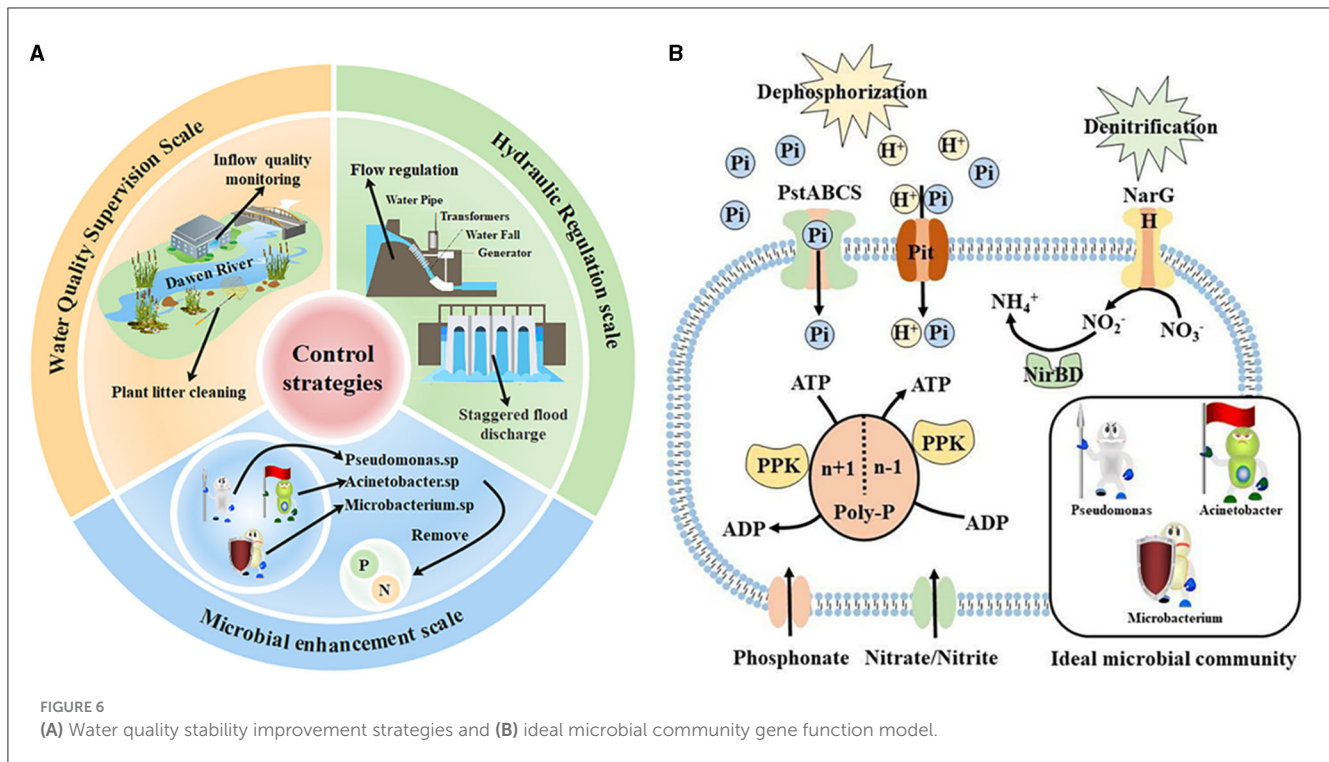 A
Water Quality Supervision Scale
Hydraulic Regulation scale
Microbial enhancement scale
Inflow quality
monitoring
Dawen River
Plant litter cleaning
Flow regulation
Water Pipe
Transformers
Water Fall
Generator
Staggered flood
discharge
Control
strategies
Pseudomonas.sp
Acinetobacter.sp
Microbacterium.sp
Remove
P
N
B
Dephosphorization
Denitrification
Pi
Pi
H⁺
H⁺
Pi
Pi
PstABCS
H⁺
Pi
NarG
H
Pi
Pit
Pi
H⁺
Pi
NH₄⁺
NO₂⁻
NO₃⁻
NirBD
ATP
ATP
PPK
PPK
n+1
n-1
Poly-P
ADP
ADP
Pseudomonas
Acinetobacter
Microbacterium
Phosphonate
Nitrate/Nitrite
Ideal microbial community
FIGURE 6
(A) Water quality stability improvement strategies and (B) ideal microbial community gene function model.